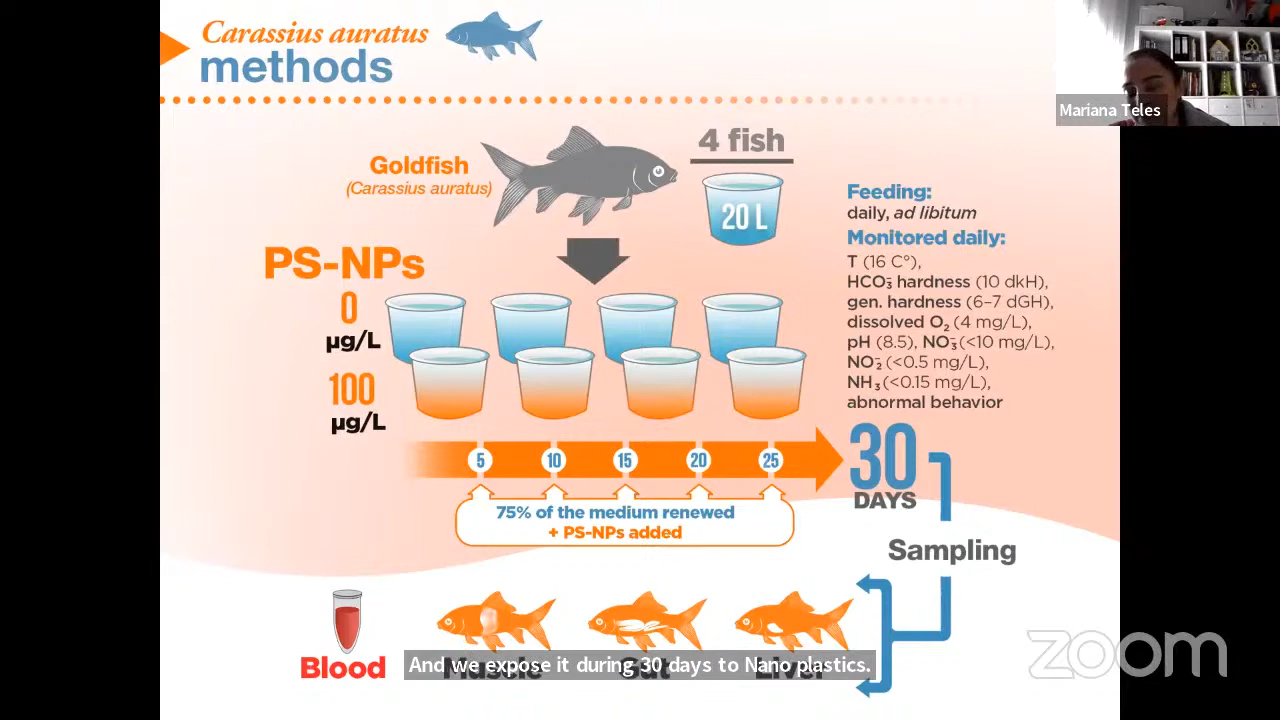 Carassius auratus
methods
Mariana Teles
4 fish
20 L
Goldfish
(Carassius auratus)
PS-NPs
0
µg/L
100
µg/L
Feeding:
daily, ad libitum
Monitored daily:
T (16 C°),
HCO₃⁻ hardness (10 dkH),
gen. hardness (6–7 dGH),
dissolved O₂ (4 mg/L),
pH (8.5), NO₃⁻ (<10 mg/L),
NO₂⁻ (<0.5 mg/L),
NH₃ (<0.15 mg/L),
abnormal behavior
5 10 15 20 25
30
DAYS
75% of the medium renewed
+ PS-NPs added
Sampling
Blood
Muscle
Gut
Liver
And we expose it during 30 days to Nano plastics.
zoom